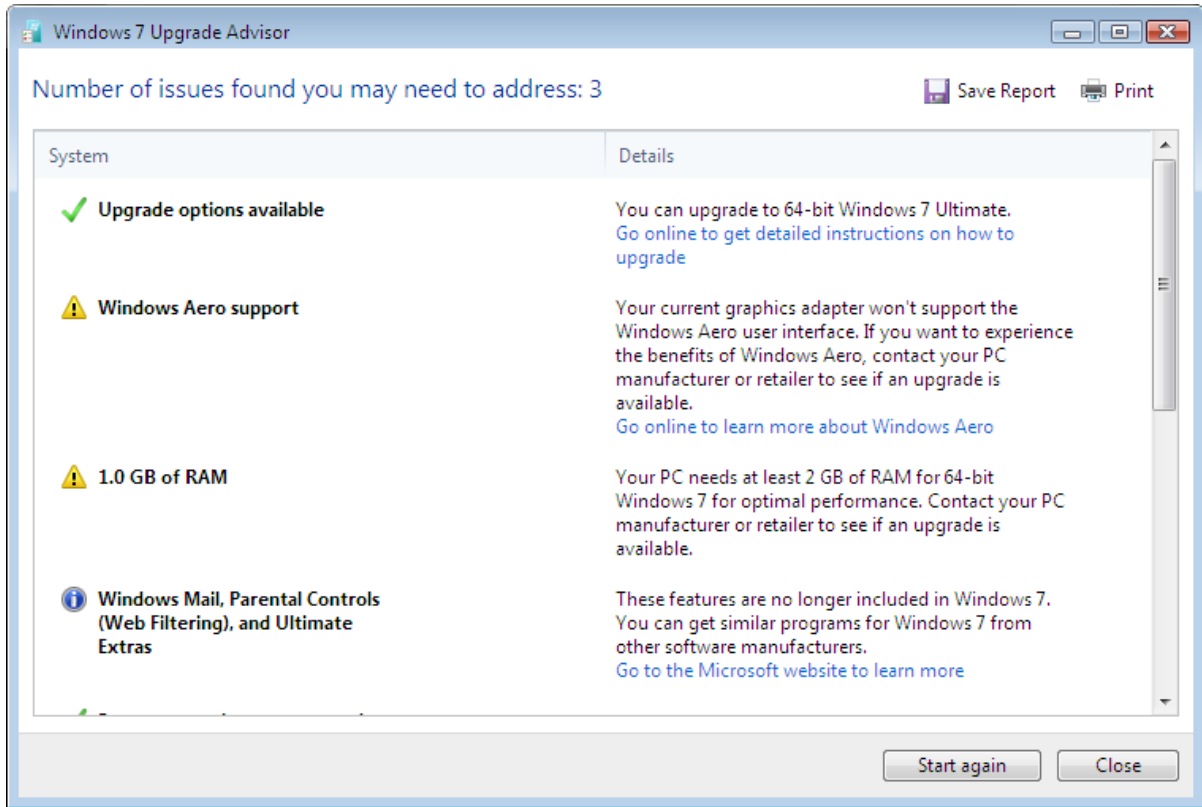 Windows 7 Upgrade Advisor
Number of issues found you may need to address: 3
Save Report
Print
System
Details
Upgrade options available
You can upgrade to 64-bit Windows 7 Ultimate.
Go online to get detailed instructions on how to
upgrade
Windows Aero support
Your current graphics adapter won't support the
Windows Aero user interface. If you want to experience
the benefits of Windows Aero, contact your PC
manufacturer or retailer to see if an upgrade is
available.
Go online to learn more about Windows Aero
1.0 GB of RAM
Your PC needs at least 2 GB of RAM for 64-bit
Windows 7 for optimal performance. Contact your PC
manufacturer or retailer to see if an upgrade is
available.
Windows Mail, Parental Controls
(Web Filtering), and Ultimate
Extras
These features are no longer included in Windows 7.
You can get similar programs for Windows 7 from
other software manufacturers.
Go to the Microsoft website to learn more
Start again
Close